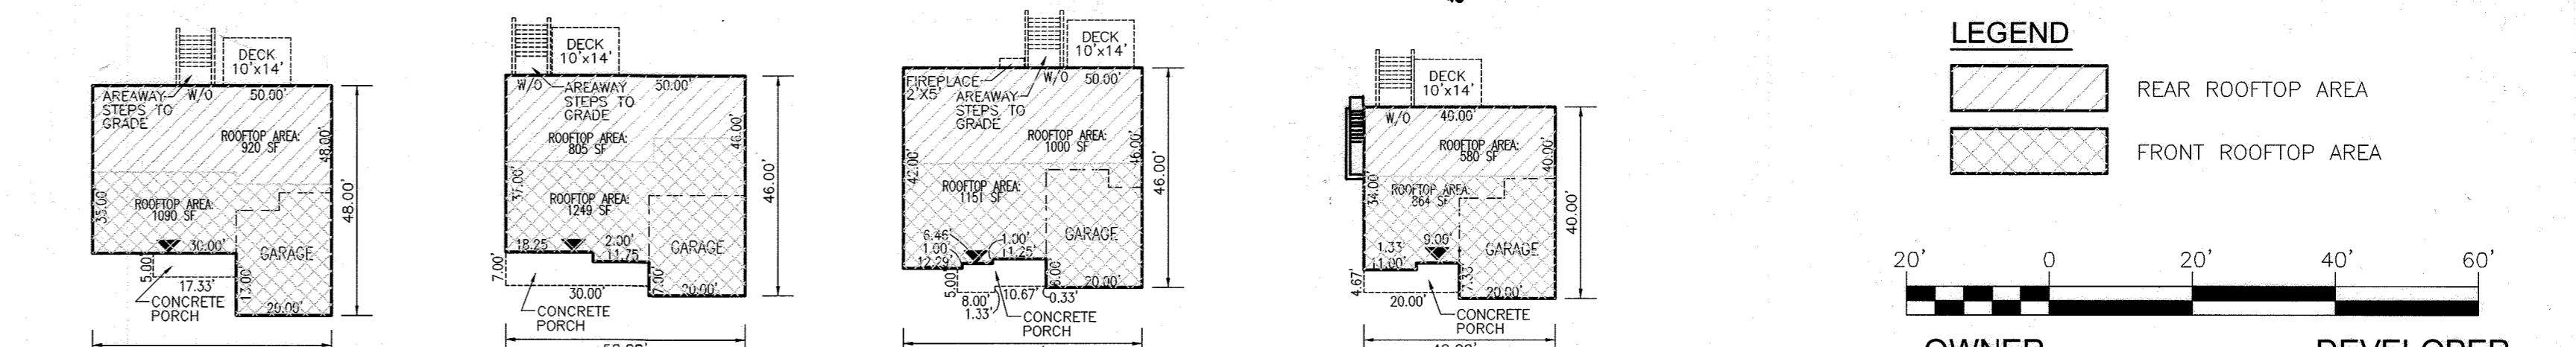 DECK
10'x14'
AREAWAY
STEPS TO
GRADE
W/O
50.00'
ROOFTOP AREA:
920 SF
48.00'
48.00'
35.00
ROOFTOP AREA:
1090 SF
30.00'
GARAGE
5.00'
17.33'
13.00'
20.00'
CONCRETE
PORCH
DECK
10'x14'
W/O
AREAWAY
STEPS TO
GRADE
50.00'
ROOFTOP AREA:
805 SF
46.00'
46.00'
37.00'
ROOFTOP AREA:
1249 SF
18.25'
2.00'
11.75'
GARAGE
7.00'
7.00'
30.00'
20.00'
CONCRETE
PORCH
DECK
10'x14'
FIREPLACE
2'X5'
W/O
50.00'
AREAWAY
STEPS TO
GRADE
ROOFTOP AREA:
1000 SF
46.00'
46.00'
42.00'
ROOFTOP AREA:
1151 SF
6.46'
1.00'
1.00'
12.29'
11.25'
GARAGE
5.00'
6.00'
8.00'
10.67'
0.33'
20.00'
1.33'
CONCRETE
PORCH
DECK
10'x14'
W/O
40.00'
ROOFTOP AREA:
580 SF
40.00'
40.00'
34.00'
ROOFTOP AREA:
864 SF
1.33'
9.00'
11.00'
GARAGE
4.67'
7.33'
20.00'
20.00'
CONCRETE
PORCH
LEGEND
REAR ROOFTOP AREA
FRONT ROOFTOP AREA
20'
0
20'
40'
60'
OWNER
DEVELOPER